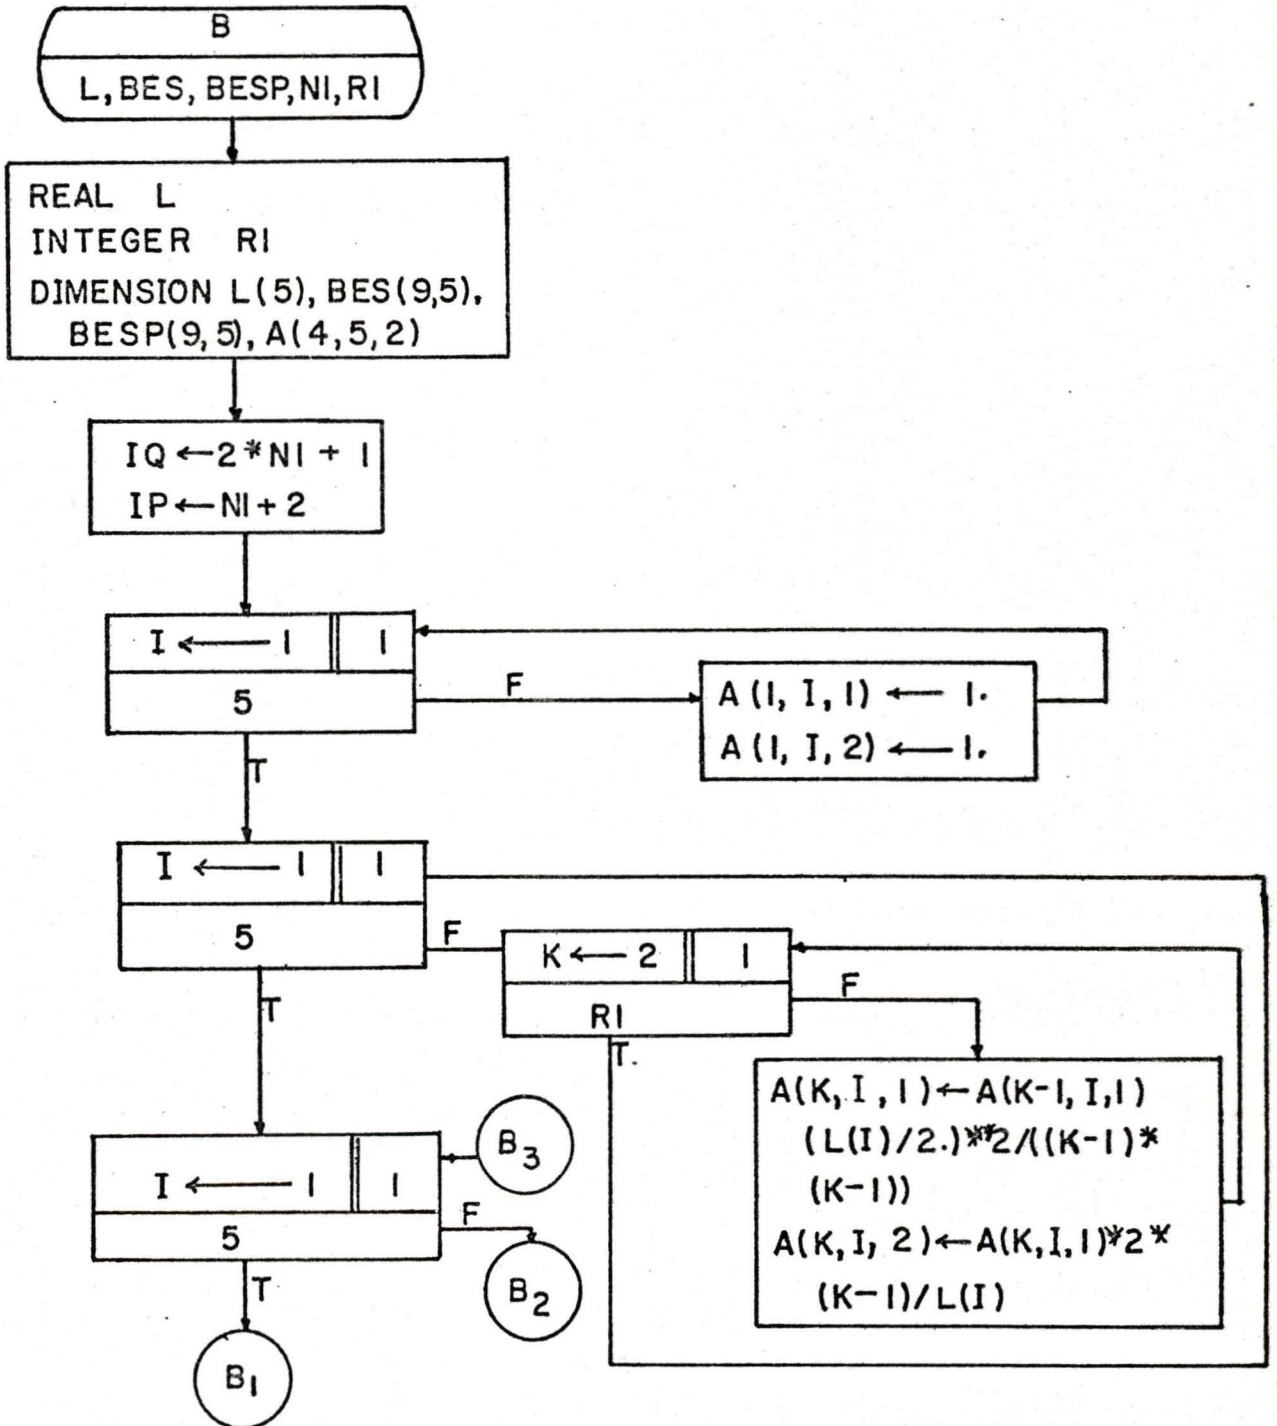 B
L, BES, BESP, NI, RI
REAL L
INTEGER RI
DIMENSION L(5), BES(9,5),
BESP(9,5), A(4,5,2)
IQ ← 2*NI + 1
IP ← NI + 2
I ← 1 1
5
F
A(1, I, 1) ← 1.
A(1, I, 2) ← 1.
T
I ← 1 1
5
F
K ← 2 1
RI
F
T
T
A(K, I, 1) ← A(K-1, I, 1)
(L(I)/2.)**2/((K-1)*
(K-1))
A(K, I, 2) ← A(K, I, 1)*2*
(K-1)/L(I)
B3
I ← 1 1
5
F
B2
T
B1